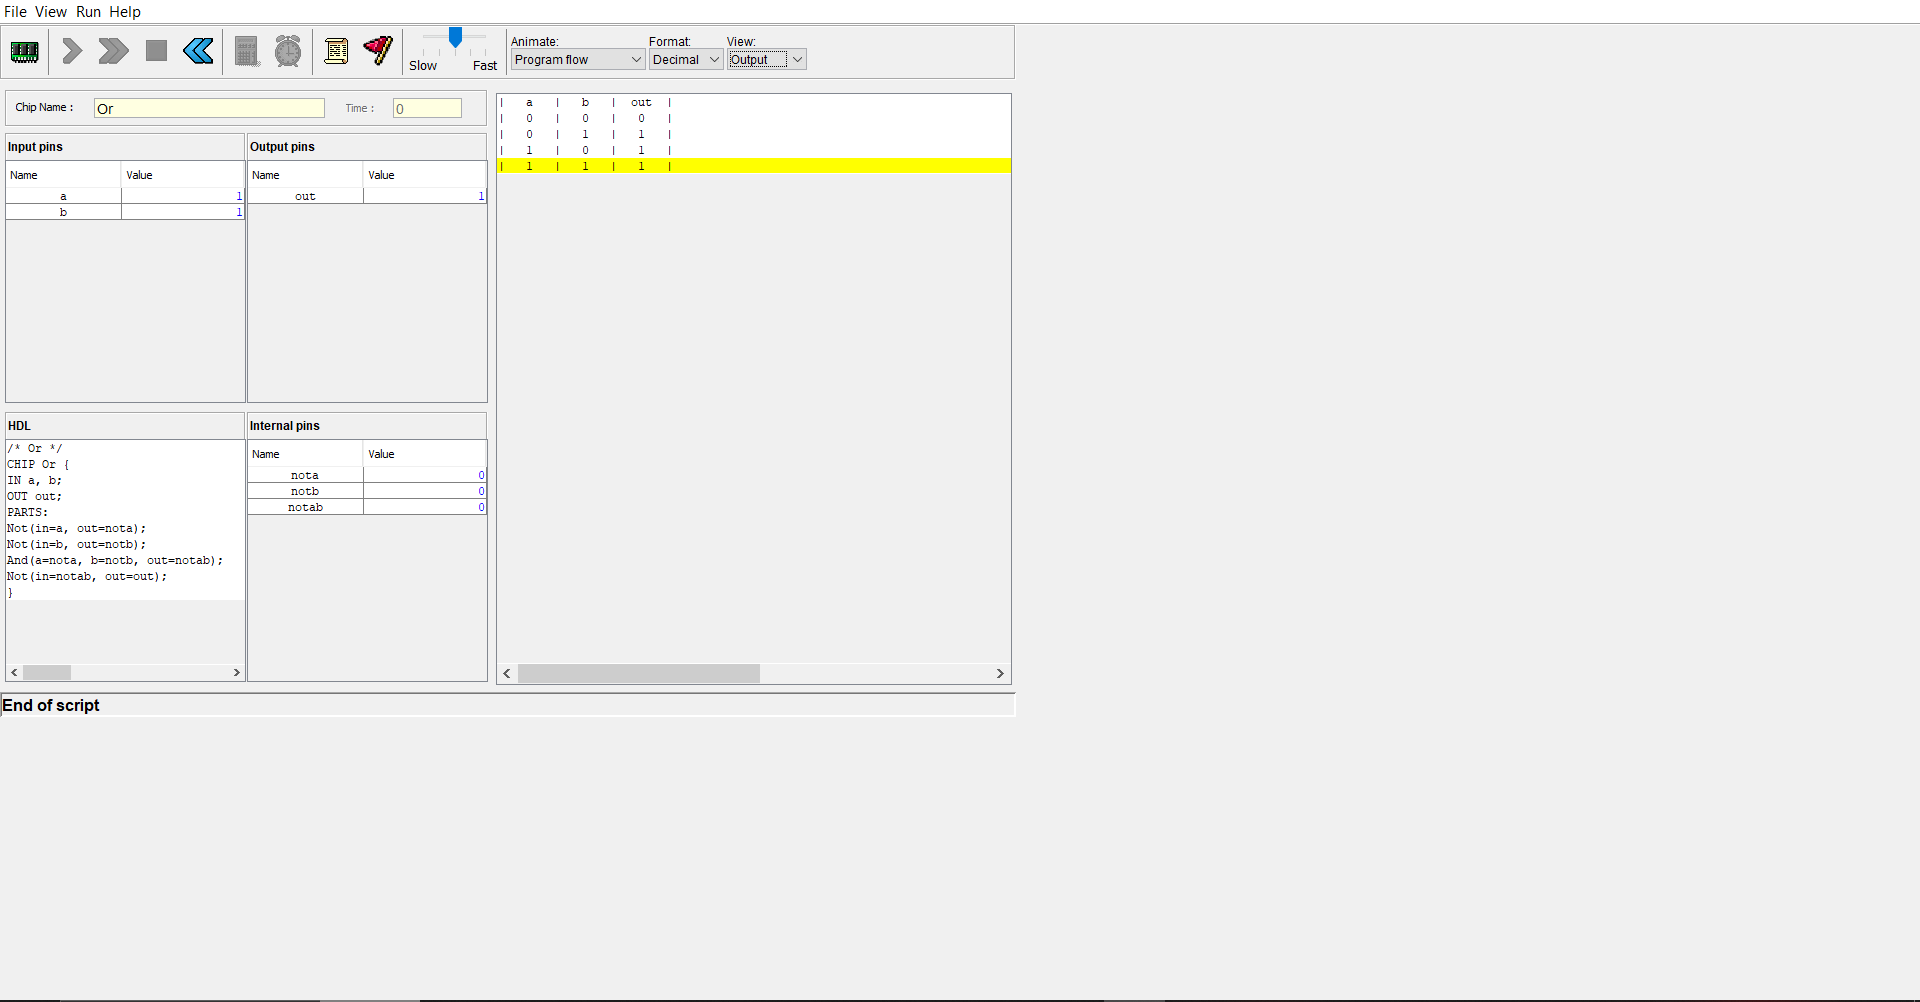 File View Run Help
Slow Fast
Animate: Format: View:
Program flow Decimal Output
Chip Name : Or Time : 0
Input pins
Name Value
a 1
b 1
Output pins
Name Value
out 1
HDL
/* Or */
CHIP Or {
IN a, b;
OUT out;
PARTS:
Not(in=a, out=nota);
Not(in=b, out=notb);
And(a=nota, b=notb, out=notab);
Not(in=notab, out=out);
}
Internal pins
Name Value
nota 0
notb 0
notab 0
| a | b | out |
| 0 | 0 | 0 |
| 0 | 1 | 1 |
| 1 | 0 | 1 |
| 1 | 1 | 1 |
End of script